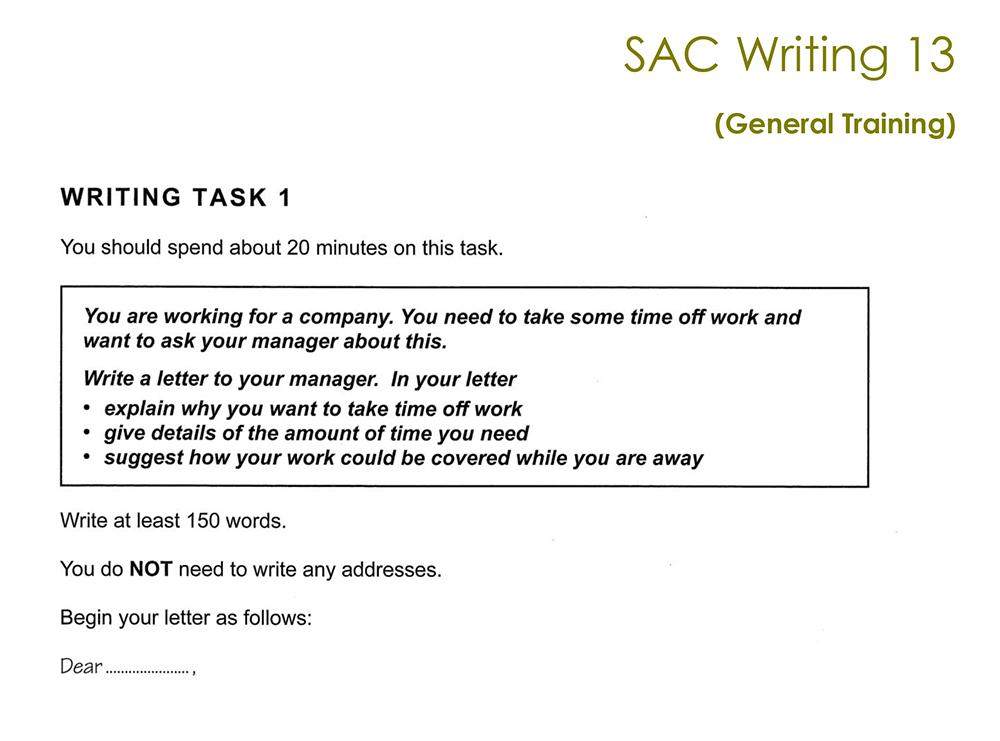 SAC Writing 13
(General Training)
WRITING TASK 1
You should spend about 20 minutes on this task.
You are working for a company. You need to take some time off work and
want to ask your manager about this.
Write a letter to your manager. In your letter
• explain why you want to take time off work
• give details of the amount of time you need
• suggest how your work could be covered while you are away
Write at least 150 words.
You do NOT need to write any addresses.
Begin your letter as follows:
Dear ...................... ,